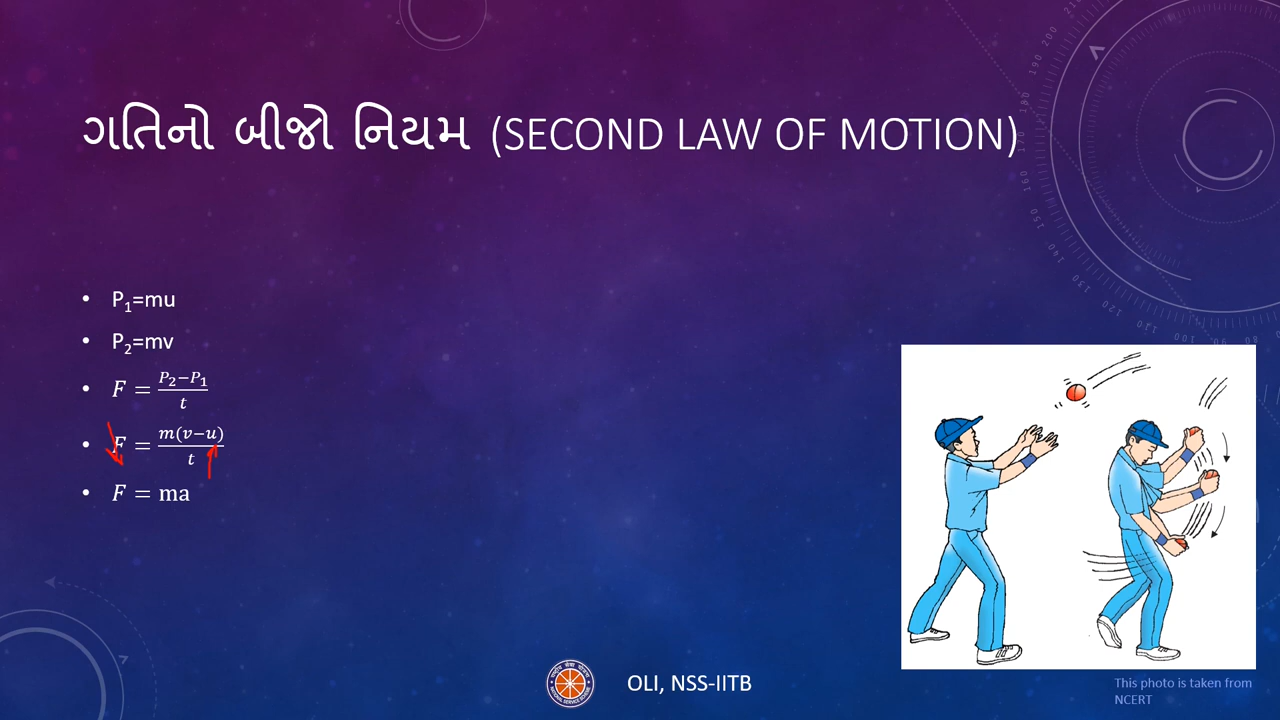 ગતિનો બીજો નિયમ (SECOND LAW OF MOTION)
• P₁=mu
• P₂=mv
• F = (P₂−P₁)/t
• F = m(v−u)/t
• F = ma
OLI, NSS-IITB
This photo is taken from
NCERT